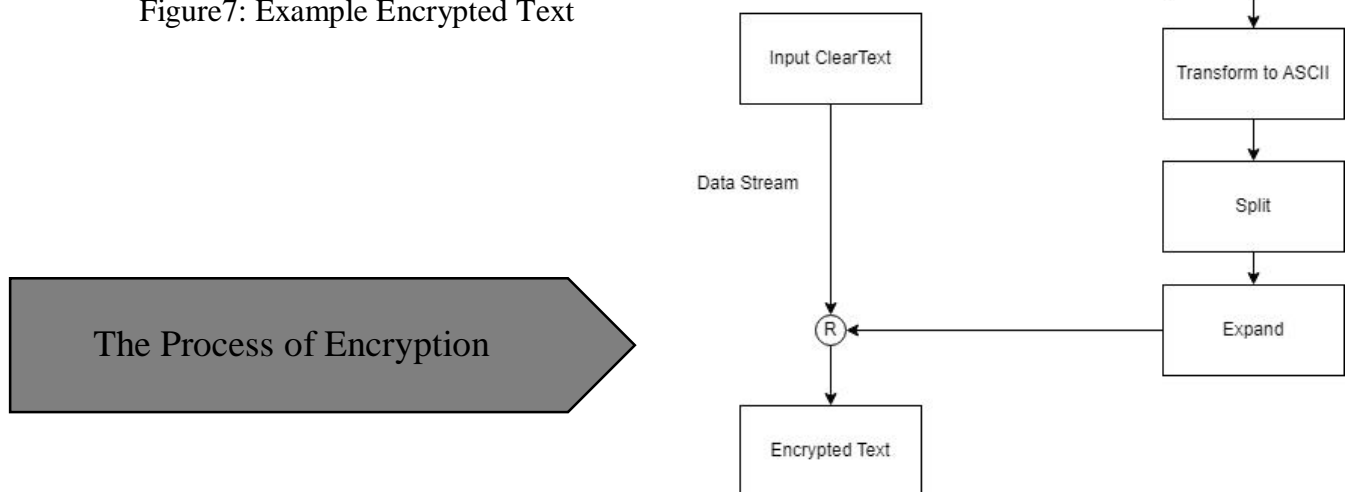 Figure7: Example Encrypted Text
Input ClearText
Transform to ASCII
Data Stream
Split
The Process of Encryption
R
Expand
Encrypted Text